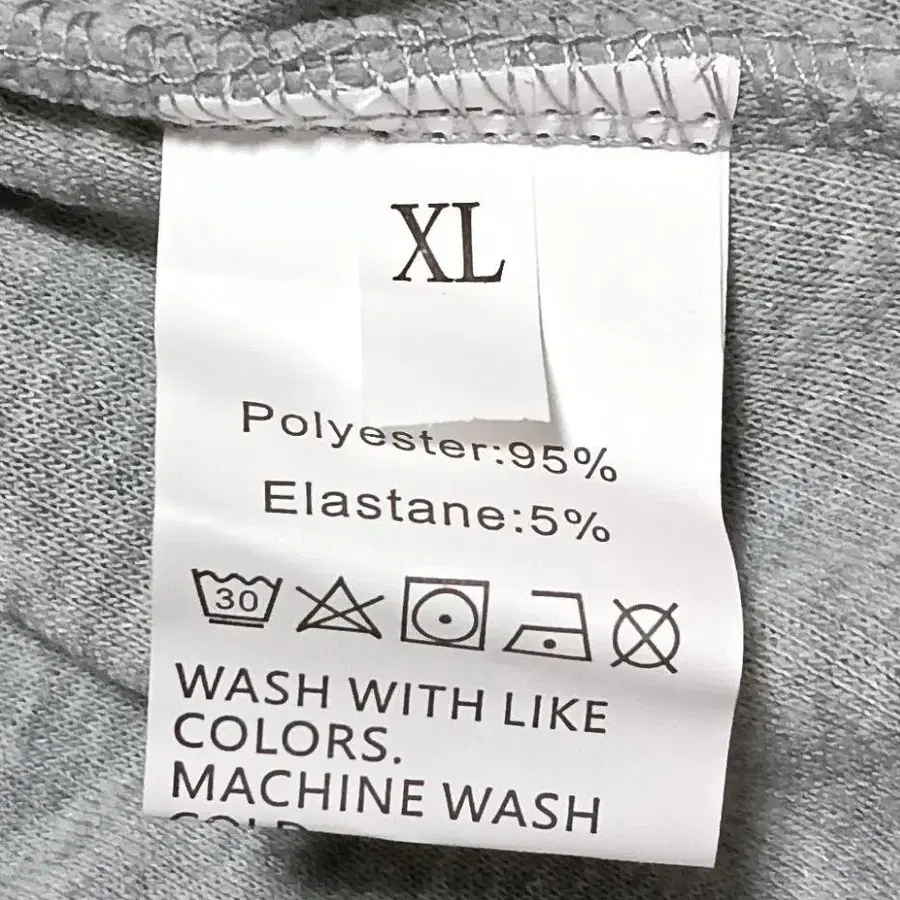 XL
Polyester:95%
Elastane:5%
30
WASH WITH LIKE
COLORS.
MACHINE WASH